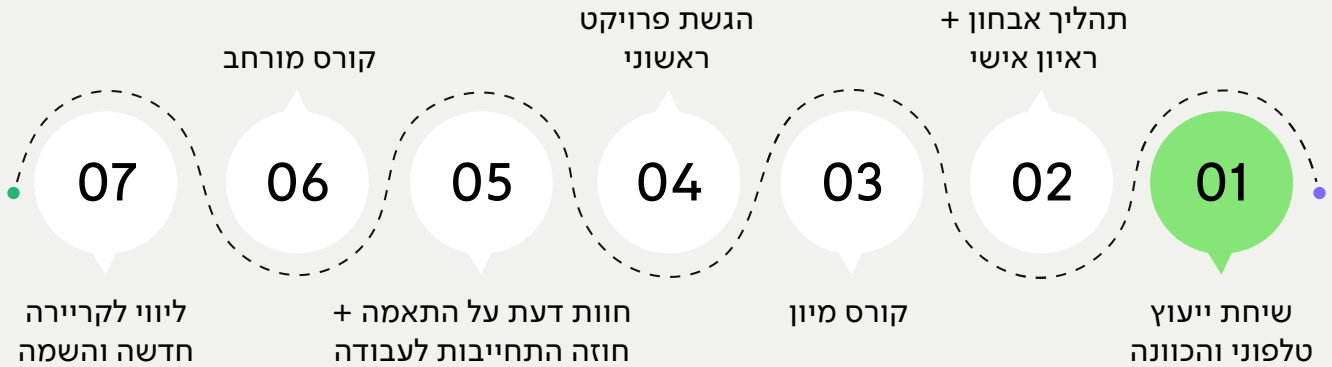 01
שיחת ייעוץ
טלפוני והכוונה
תהליך אבחון +
ראיון אישי
02
03
קורס מיון
הגשת פרויקט
ראשוני
04
05
חוות דעת על התאמה +
חוזה התחייבות לעבודה
קורס מורחב
06
07
ליווי לקריירה
חדשה והשמה